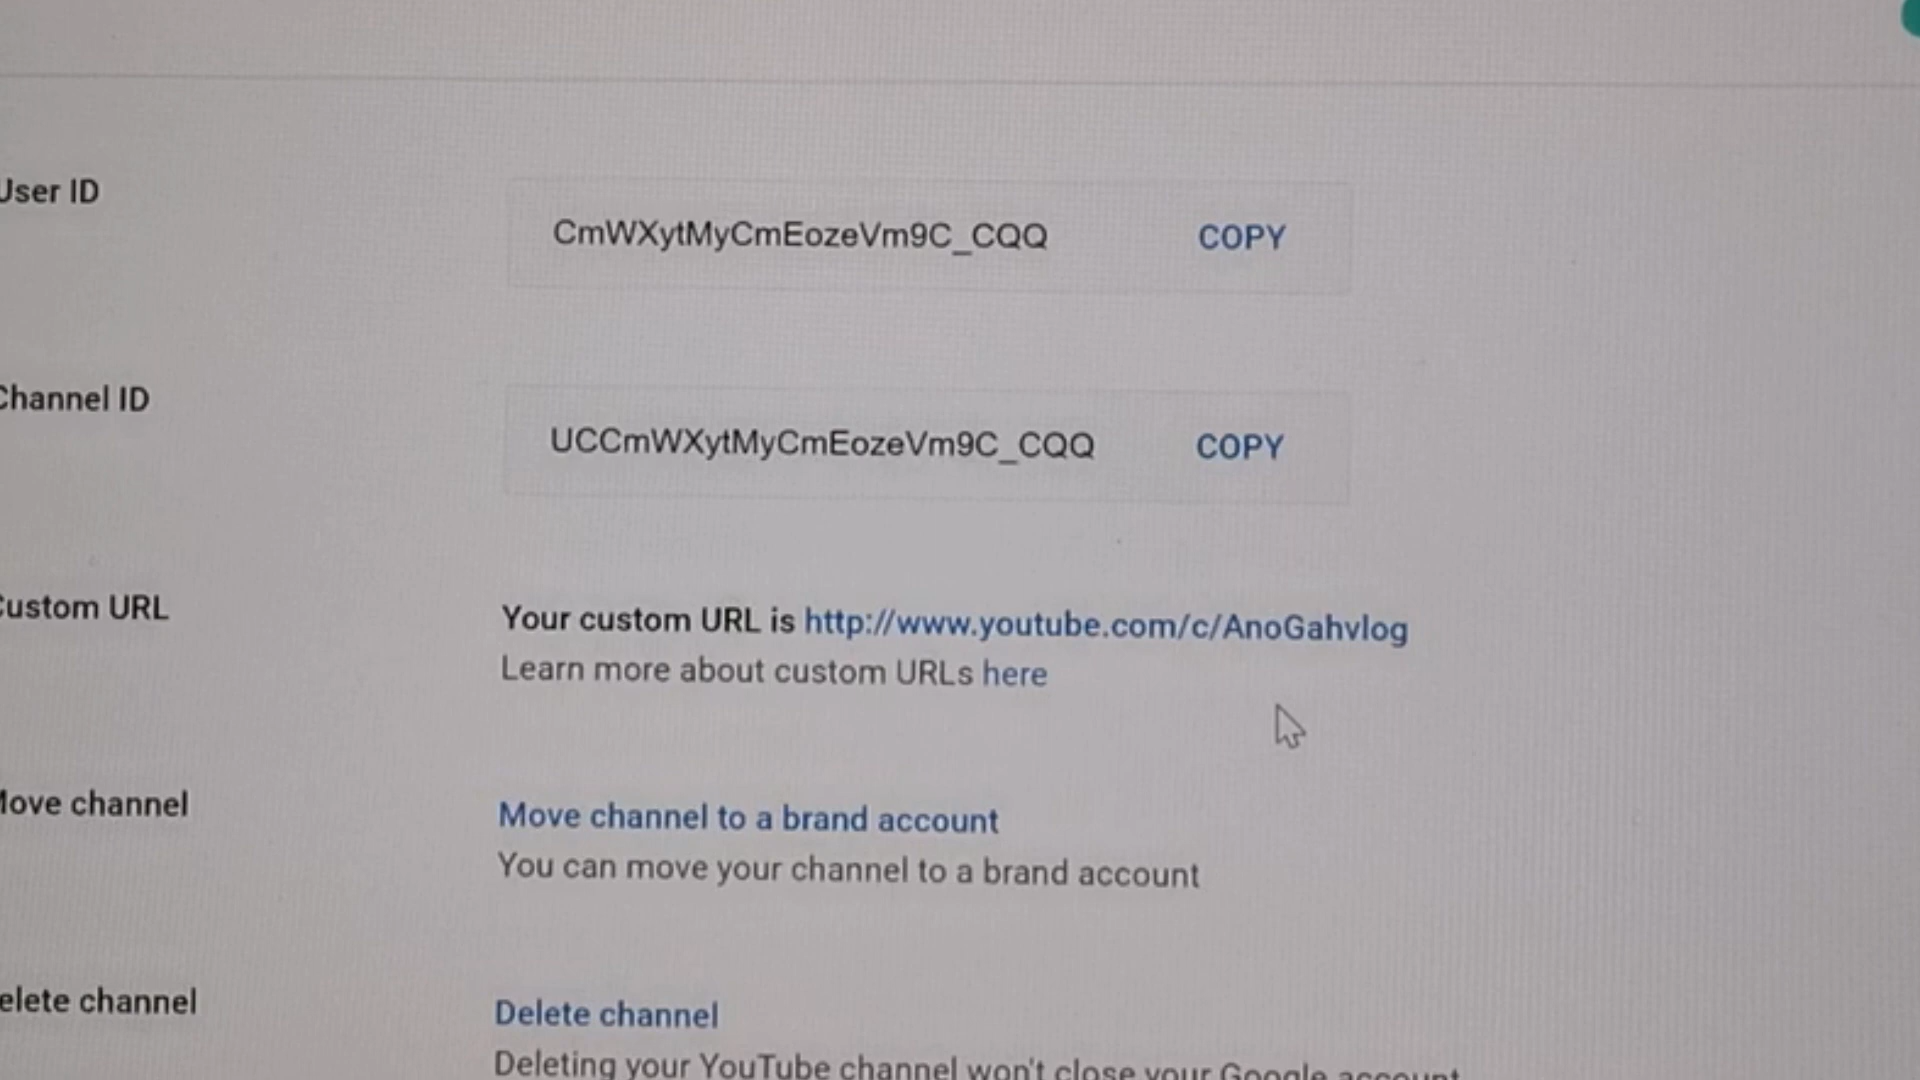 User ID
CmWXytMyCmEozeVm9C_CQQ COPY
Channel ID
UCCmWXytMyCmEozeVm9C_CQQ COPY
Custom URL
Your custom URL is http://www.youtube.com/c/AnoGahvlog
Learn more about custom URLs here
Move channel
Move channel to a brand account
You can move your channel to a brand account
elete channel
Delete channel
Deleting your YouTube channel won't close your Google account